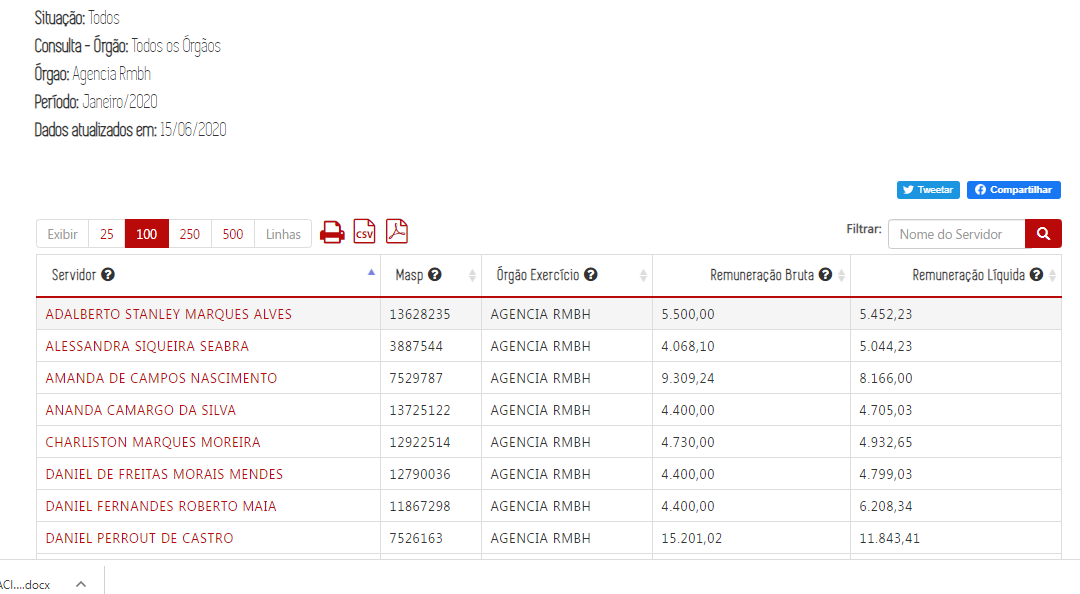 Situação: Todos
Consulta - Órgão: Todos os Órgãos
Órgao: Agencia Rmbh
Período: Janeiro/2020
Dados atualizados em: 15/06/2020
Tweetar Compartilhar
Exibir 25 100 250 500 Linhas CSV Filtrar: Nome do Servidor
Servidor ? Masp ? Órgão Exercício ? Remuneração Bruta ? Remuneração Líquida ?
ADALBERTO STANLEY MARQUES ALVES 13628235 AGENCIA RMBH 5.500,00 5.452,23
ALESSANDRA SIQUEIRA SEABRA 3887544 AGENCIA RMBH 4.068,10 5.044,23
AMANDA DE CAMPOS NASCIMENTO 7529787 AGENCIA RMBH 9.309,24 8.166,00
ANANDA CAMARGO DA SILVA 13725122 AGENCIA RMBH 4.400,00 4.705,03
CHARLISTON MARQUES MOREIRA 12922514 AGENCIA RMBH 4.730,00 4.932,65
DANIEL DE FREITAS MORAIS MENDES 12790036 AGENCIA RMBH 4.400,00 4.799,03
DANIEL FERNANDES ROBERTO MAIA 11867298 AGENCIA RMBH 4.400,00 6.208,34
DANIEL PERROUT DE CASTRO 7526163 AGENCIA RMBH 15.201,02 11.843,41
ACI....docx